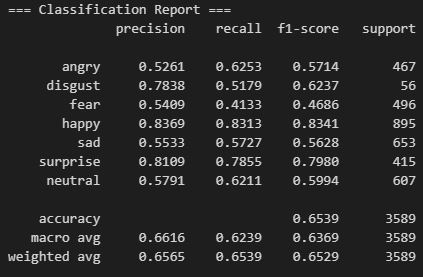 === Classification Report ===
precision recall f1-score support
angry 0.5261 0.6253 0.5714 467
disgust 0.7838 0.5179 0.6237 56
fear 0.5409 0.4133 0.4686 496
happy 0.8369 0.8313 0.8341 895
sad 0.5533 0.5727 0.5628 653
surprise 0.8109 0.7855 0.7980 415
neutral 0.5791 0.6211 0.5994 607
accuracy 0.6539 3589
macro avg 0.6616 0.6239 0.6369 3589
weighted avg 0.6565 0.6539 0.6529 3589